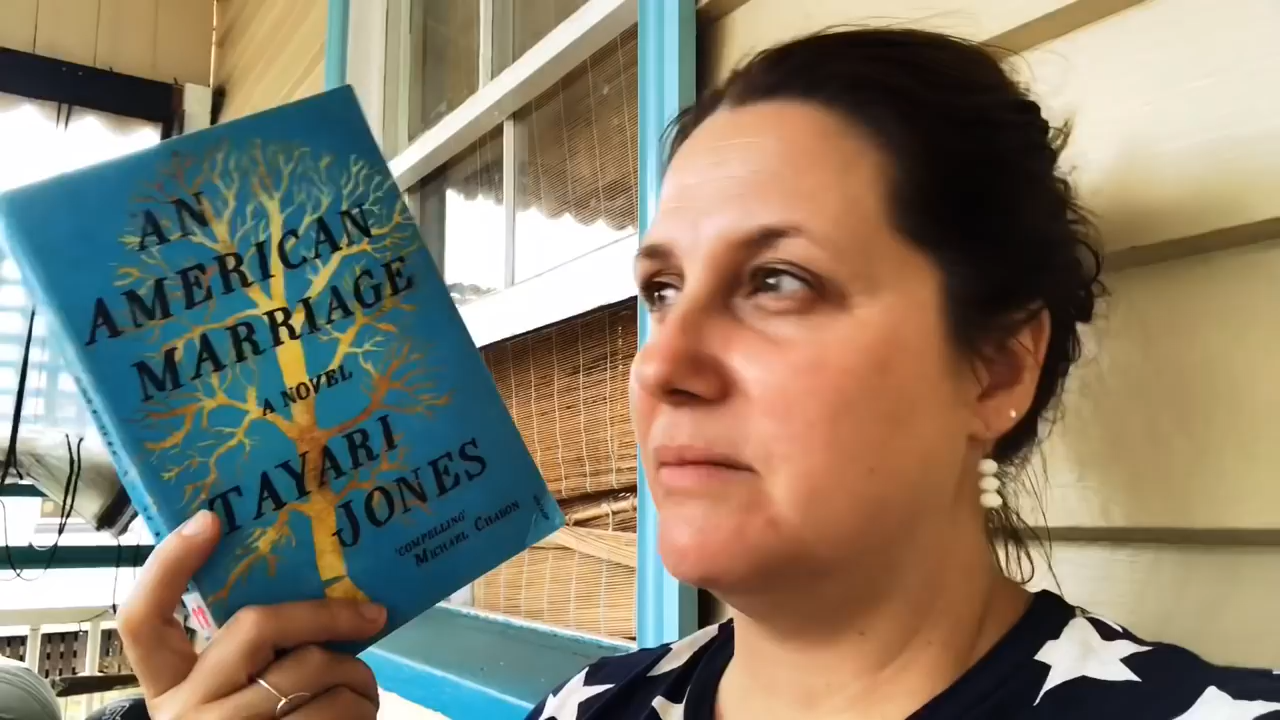 AN
AMERICAN
MARRIAGE
A NOVEL
TAYARI
JONES
'COMPELLING'
MICHAEL CHABON